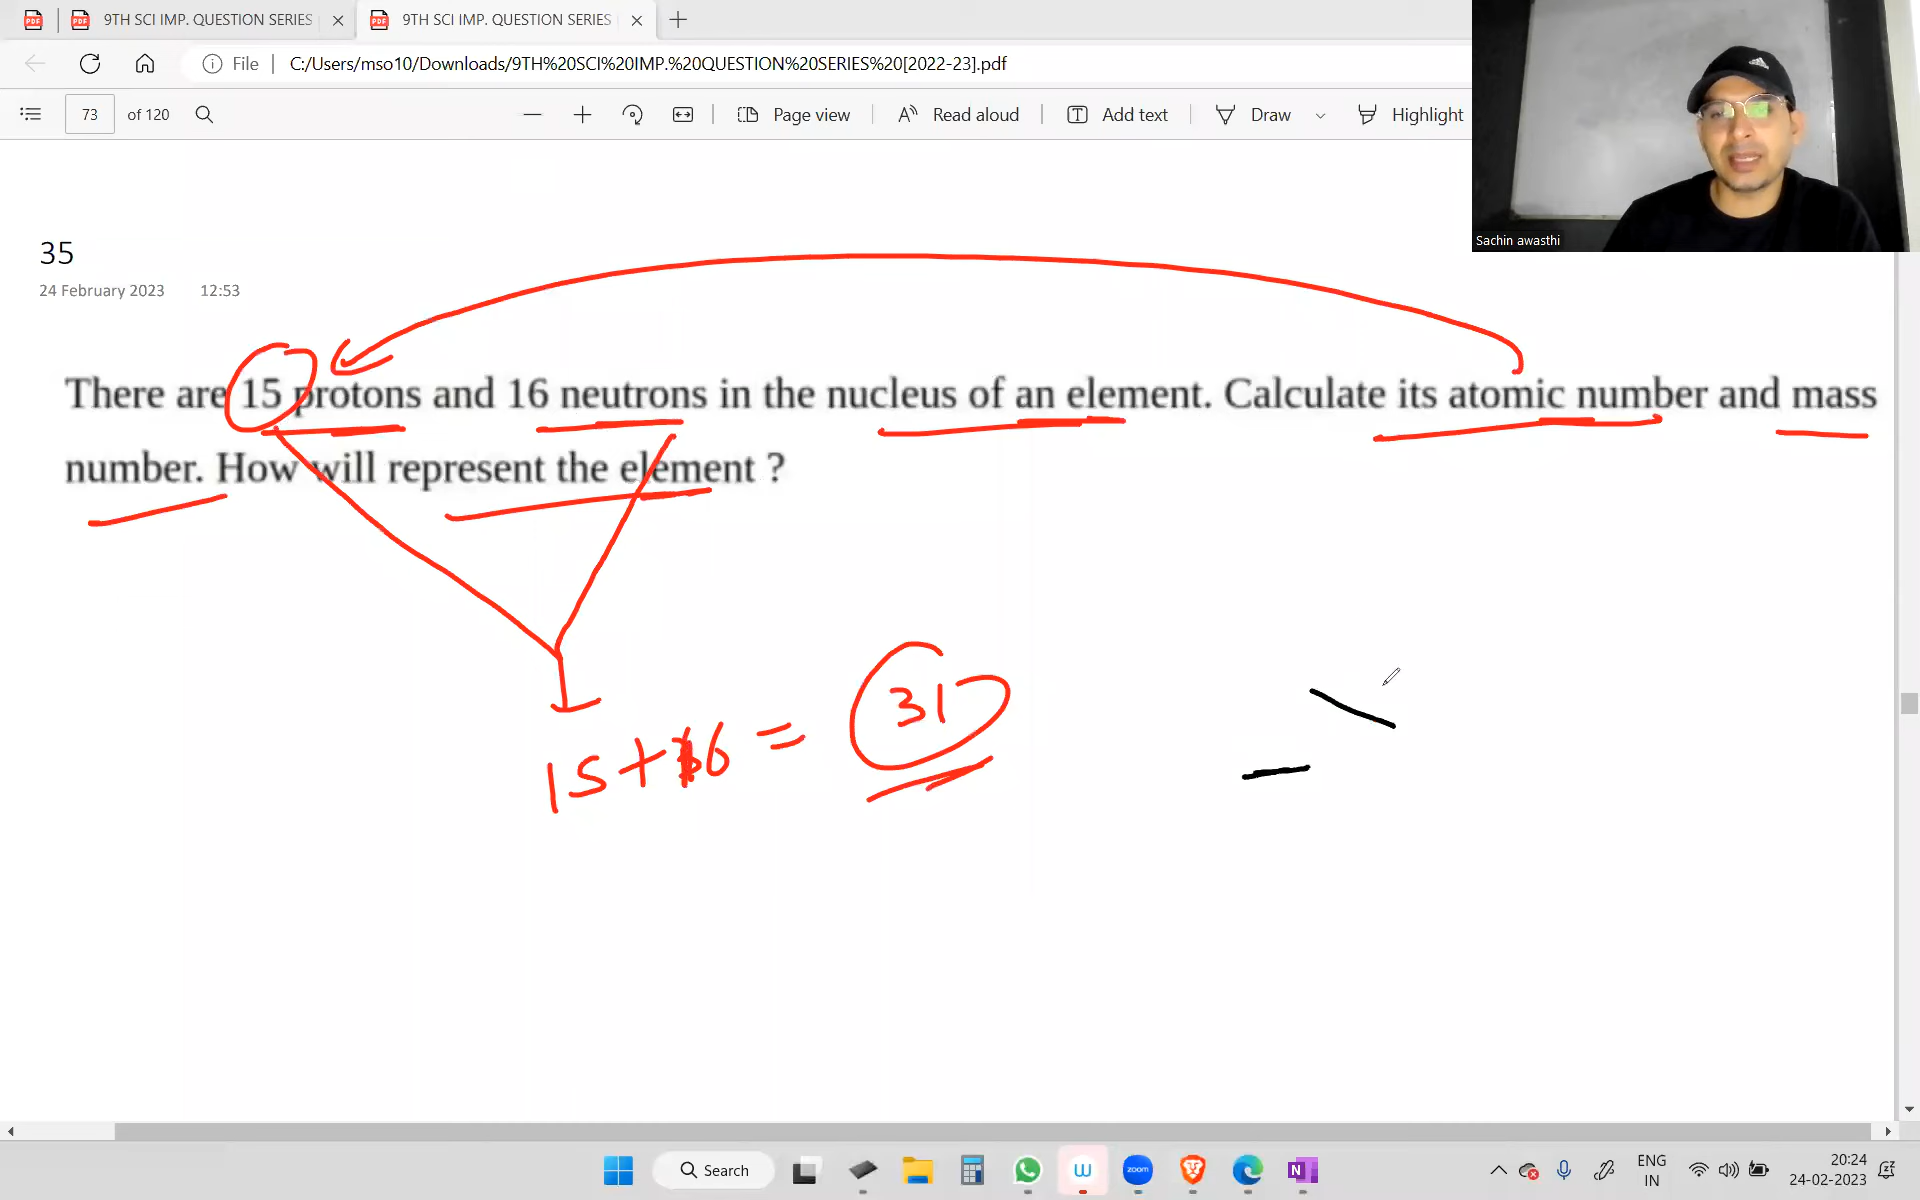 9TH SCI IMP. QUESTION SERIES
9TH SCI IMP. QUESTION SERIES
File
C:/Users/mso10/Downloads/9TH%20SCI%20IMP.%20QUESTION%20SERIES%20[2022-23].pdf
73 of 120
Page view
Read aloud
Add text
Draw
Highlight
Sachin awasthi
35
24 February 2023 12:53
There are 15 protons and 16 neutrons in the nucleus of an element. Calculate its atomic number and mass
number. How will represent the element ?
15+16 = 31
Search
zoom
ENG
IN
20:24
24-02-2023